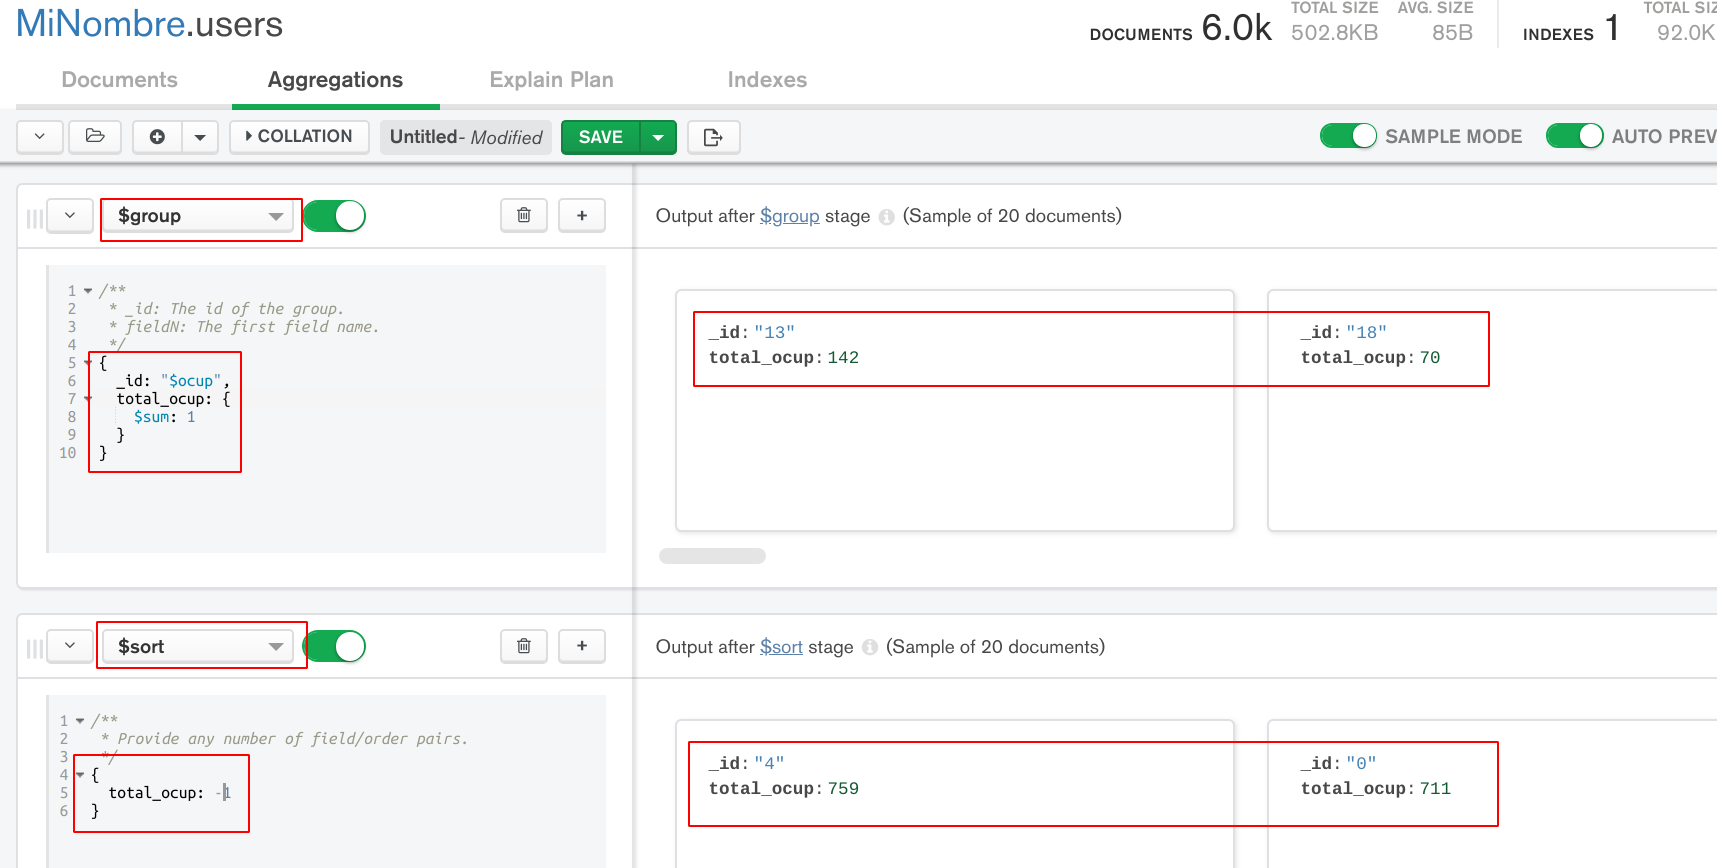 MiNombre.users
DOCUMENTS 6.0k TOTAL SIZE 502.8KB AVG. SIZE 85B INDEXES 1 TOTAL 92.0K
Documents Aggregations Explain Plan Indexes
COLLATION Untitled- Modified SAVE SAMPLE MODE AUTO PREV
$group + Output after $group stage (Sample of 20 documents)
1 /**
2 * _id: The id of the group.
3 * fieldN: The first field name.
4 */
5 {
6 _id: "$ocup",
7 total_ocup: {
8 $sum: 1
9 }
10 }
_id: "13"
total_ocup: 142
_id: "18"
total_ocup: 70
$sort + Output after $sort stage (Sample of 20 documents)
1 /**
2 * Provide any number of field/order pairs.
3 */
4 {
5 total_ocup: -1
6 }
_id: "4"
total_ocup: 759
_id: "0"
total_ocup: 711